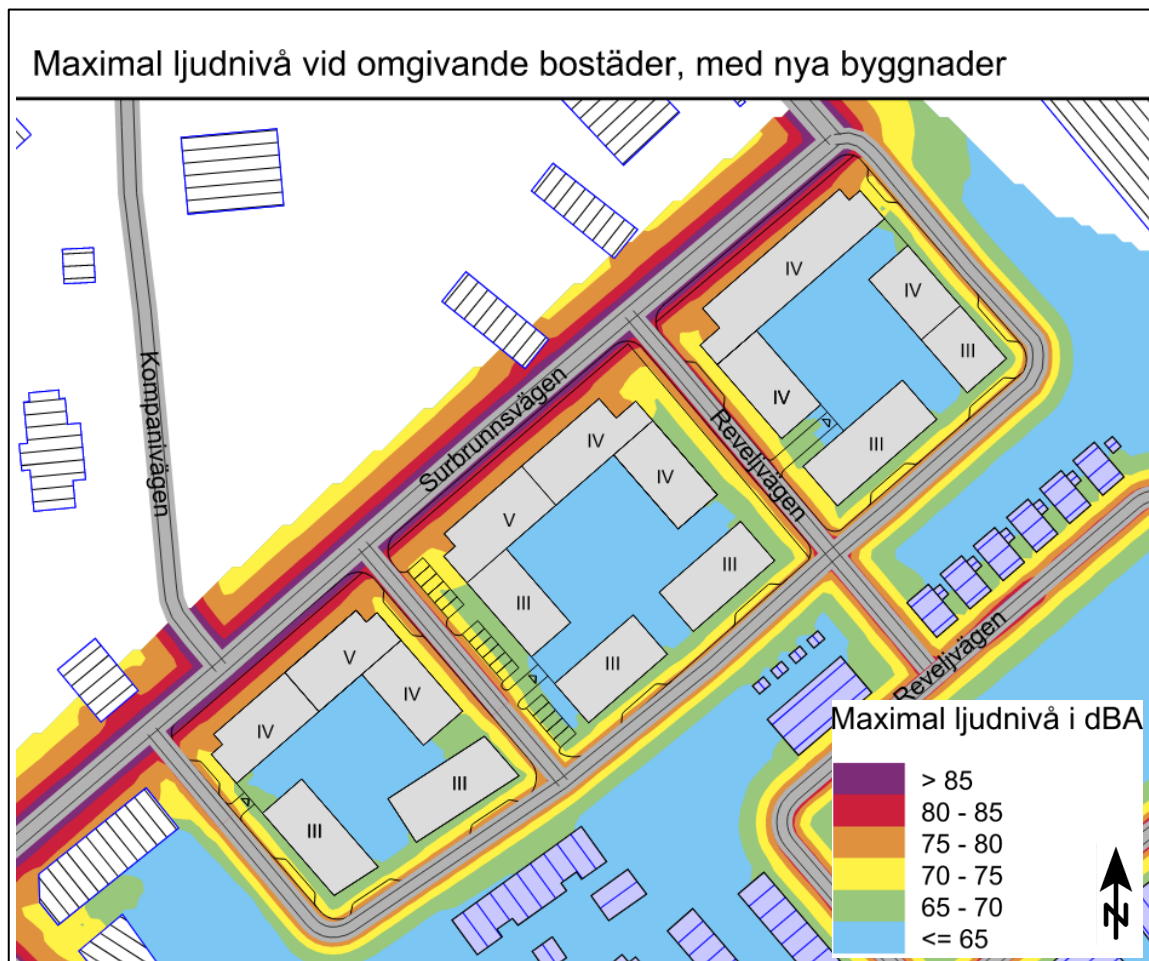 Maximal ljudnivå vid omgivande bostäder, med nya byggnader
IV
IV
III
IV
III
Kompanivägen
Surbrunnsvägen
Reveljvägen
IV
IV
V
III
III
III
V
IV
IV
III
III
Reveljvägen
Maximal ljudnivå i dBA
> 85
80 - 85
75 - 80
70 - 75
65 - 70
<= 65
N